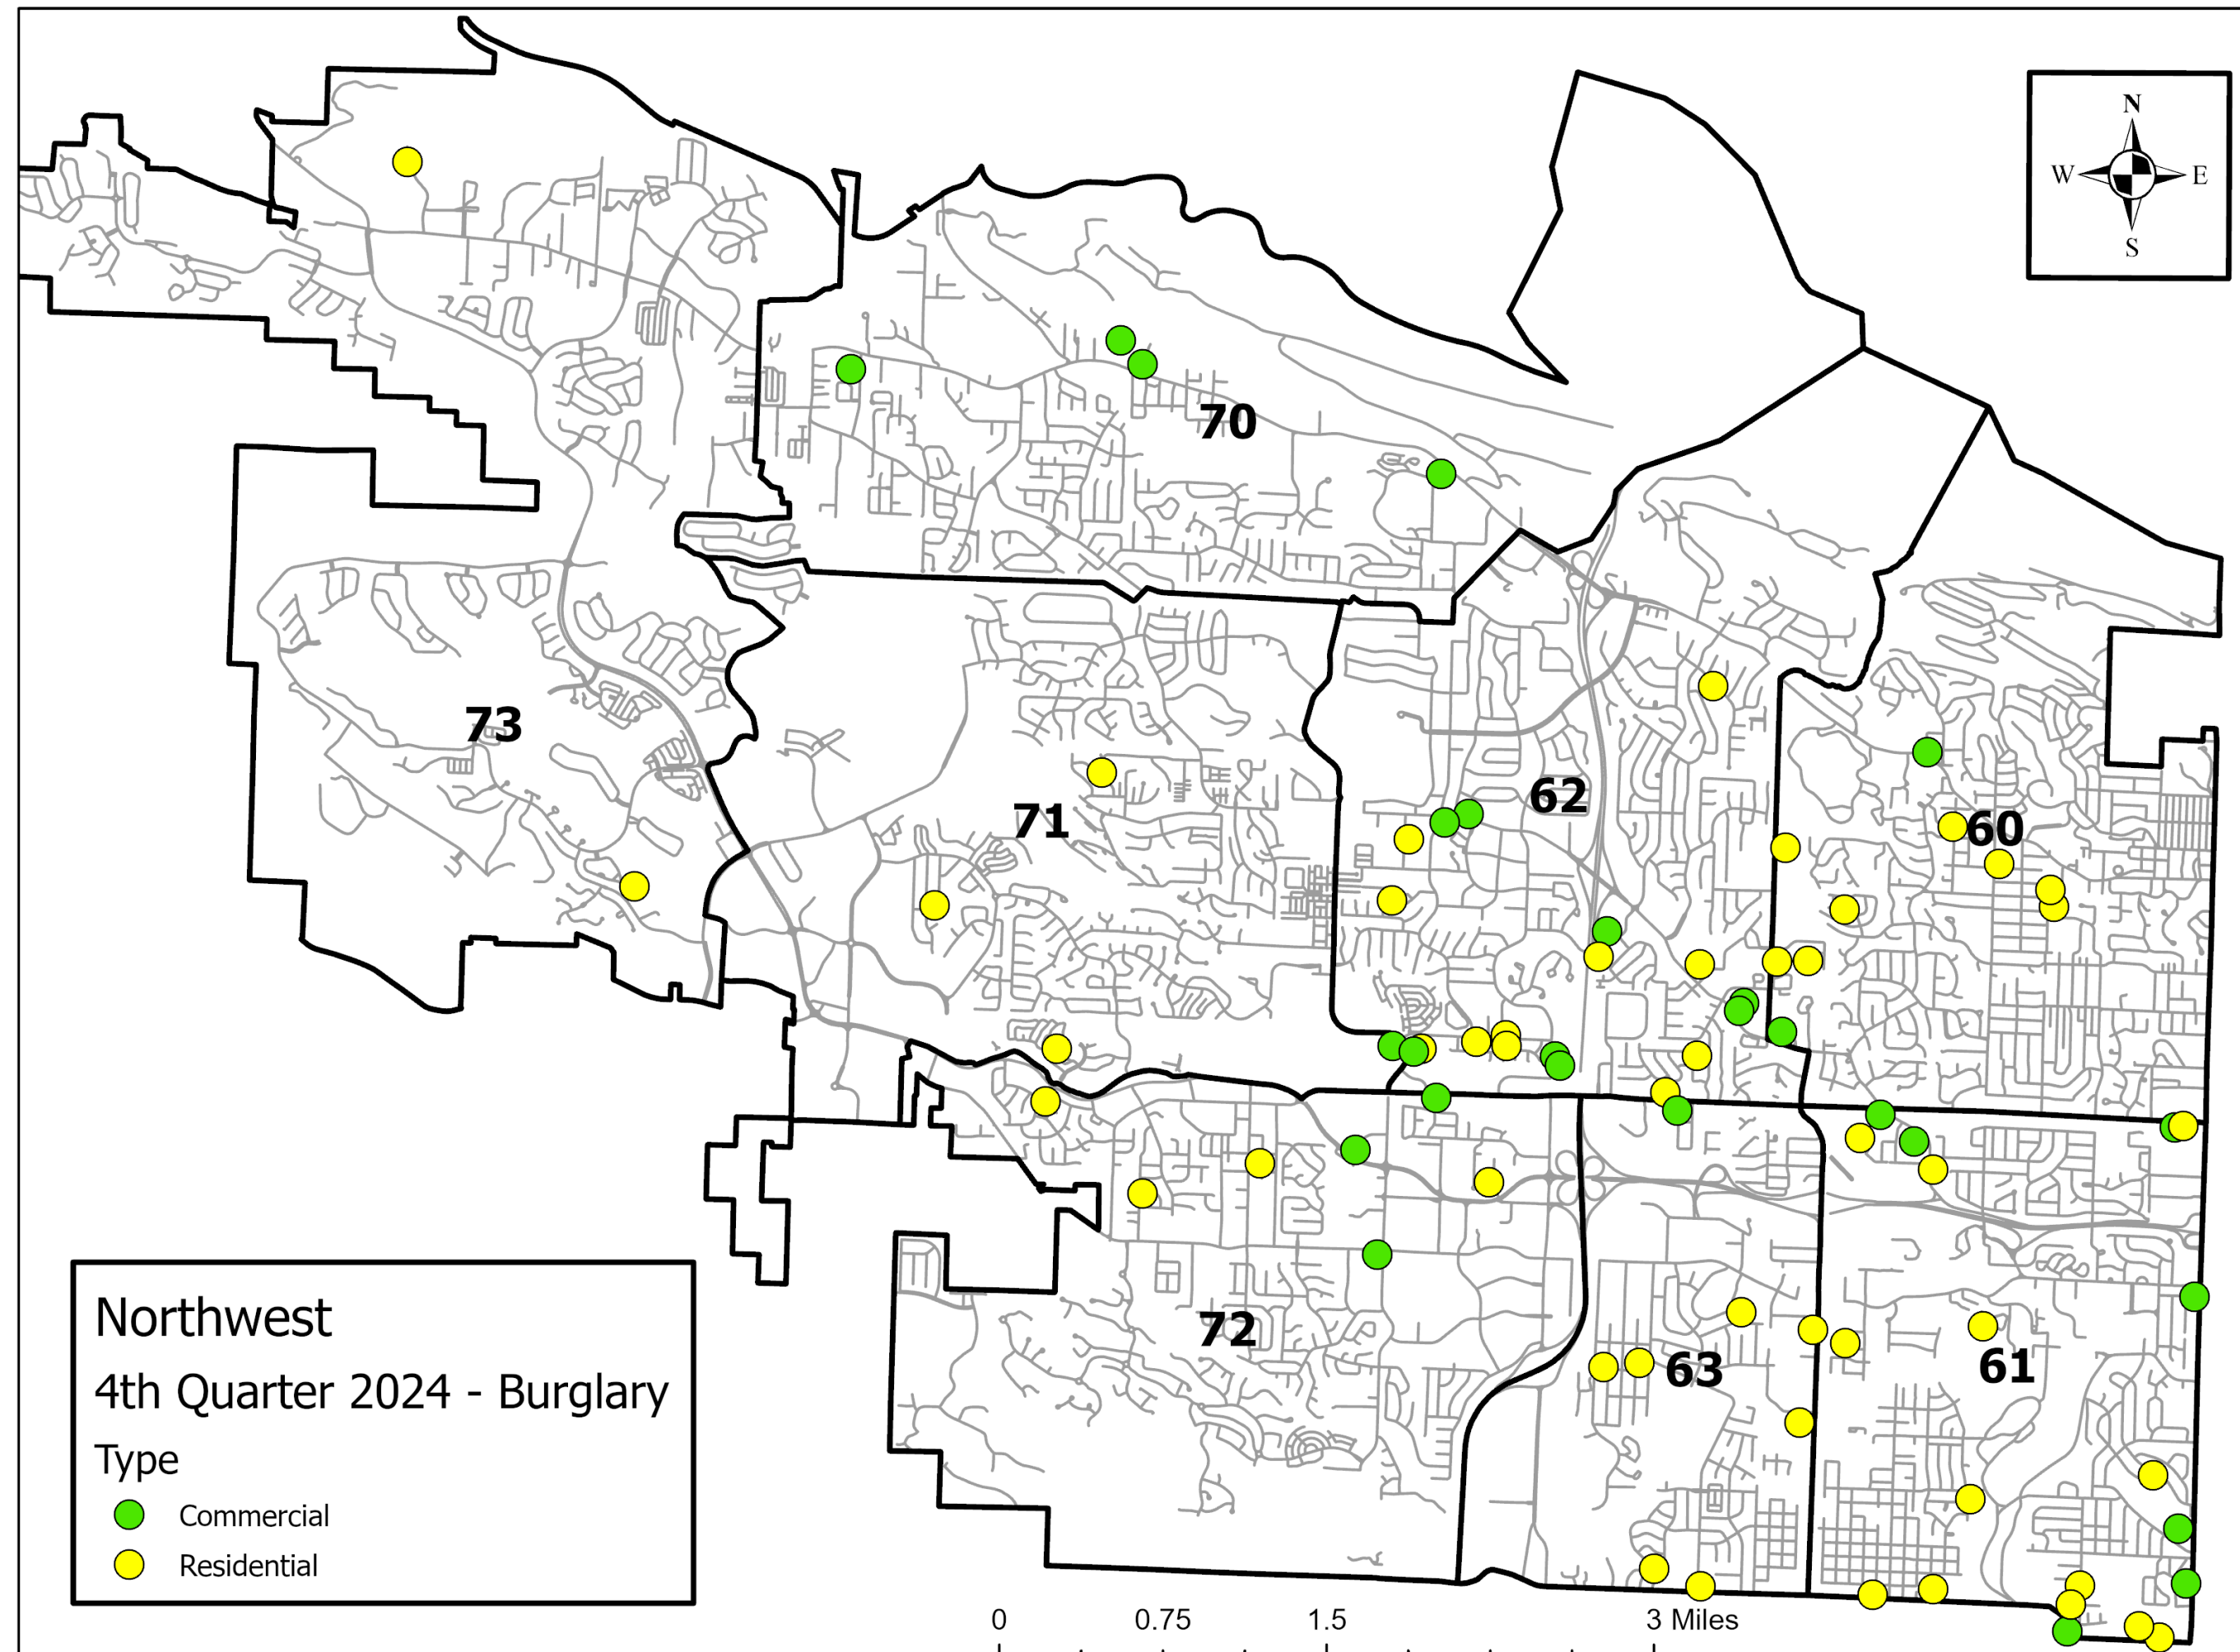 N
W E
S
70
73
71
62
60
72
63
61
Northwest
4th Quarter 2024 - Burglary
Type
Commercial
Residential
0 0.75 1.5 3 Miles